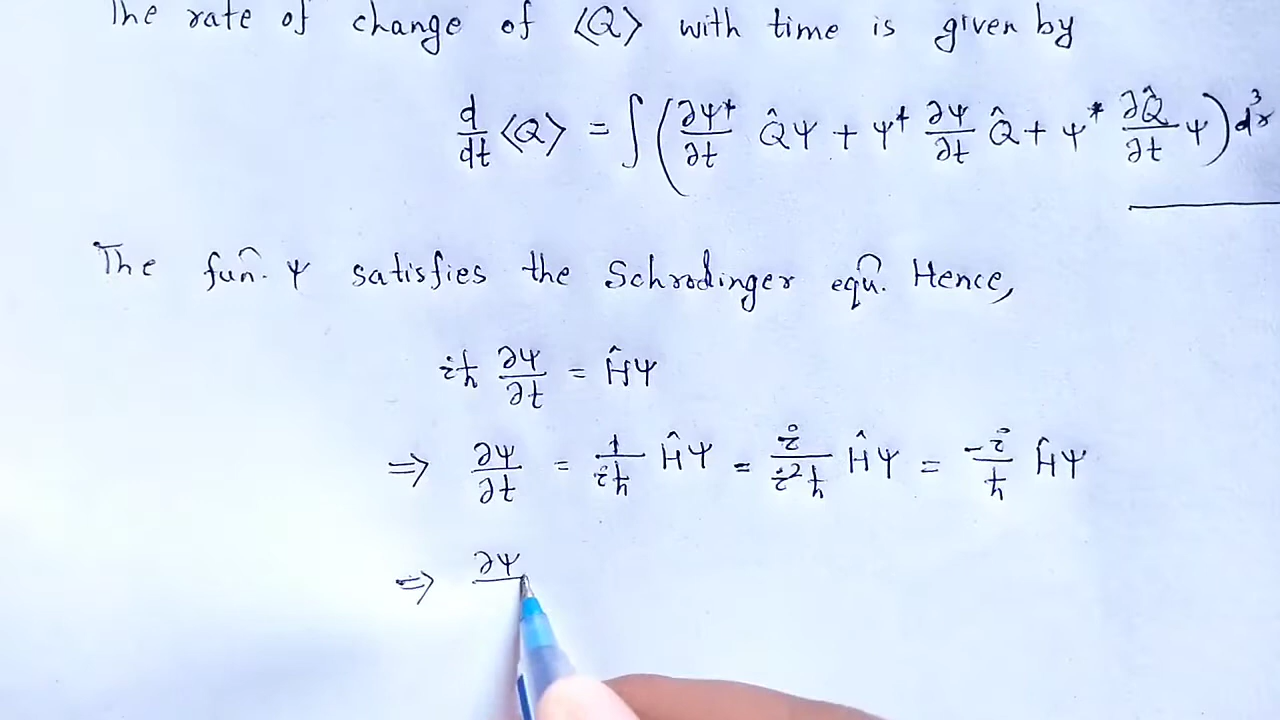 The rate of change of ⟨Q⟩ with time is given by
d/dt ⟨Q⟩ = ∫ (∂ψ*/∂t Q̂ψ + ψ* ∂ψ/∂t Q̂ + ψ* ∂Q̂/∂t ψ) d³r
The fun. ψ satisfies the Schrodinger equn. Hence,
iħ ∂ψ/∂t = Ĥψ
⇒ ∂ψ/∂t = 1/iħ Ĥψ = i/i²ħ Ĥψ = -i/ħ Ĥψ
⇒ ∂ψ